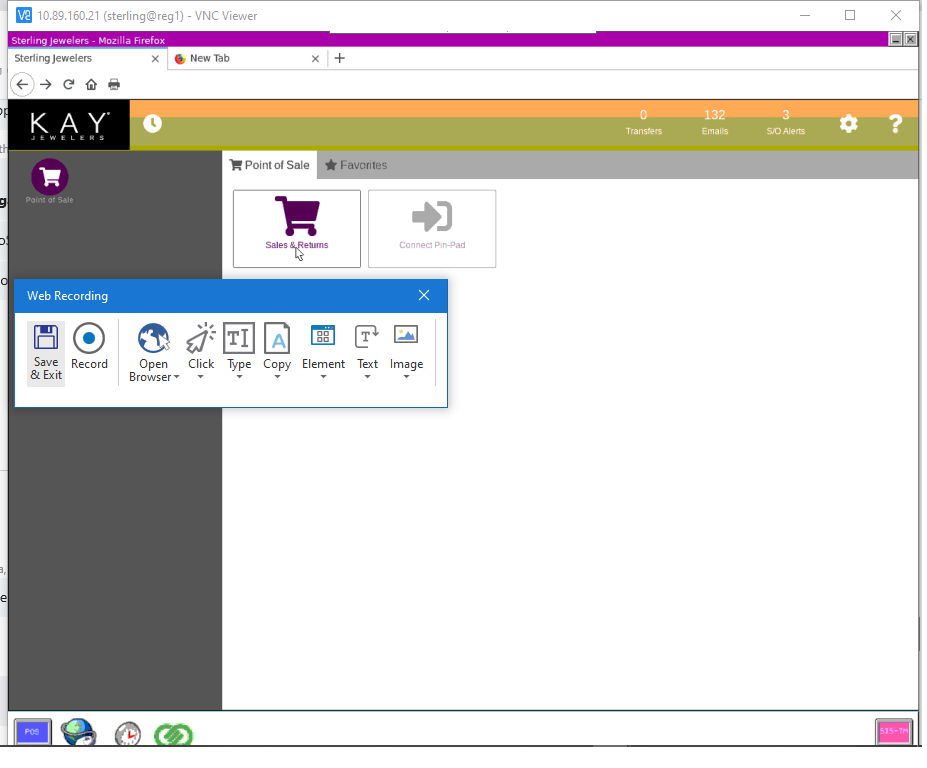 10.89.160.21 (sterling@reg1) - VNC Viewer
Sterling Jewelers - Mozilla Firefox
Sterling Jewelers
New Tab
KAY
JEWELERS
0
Transfers
132
Emails
3
S/O Alerts
Point of Sale
Point of Sale
Favorites
Sales & Returns
Connect Pin-Pad
Web Recording
Save
& Exit
Record
Open
Browser
Click
Type
Copy
Element
Text
Image
POS